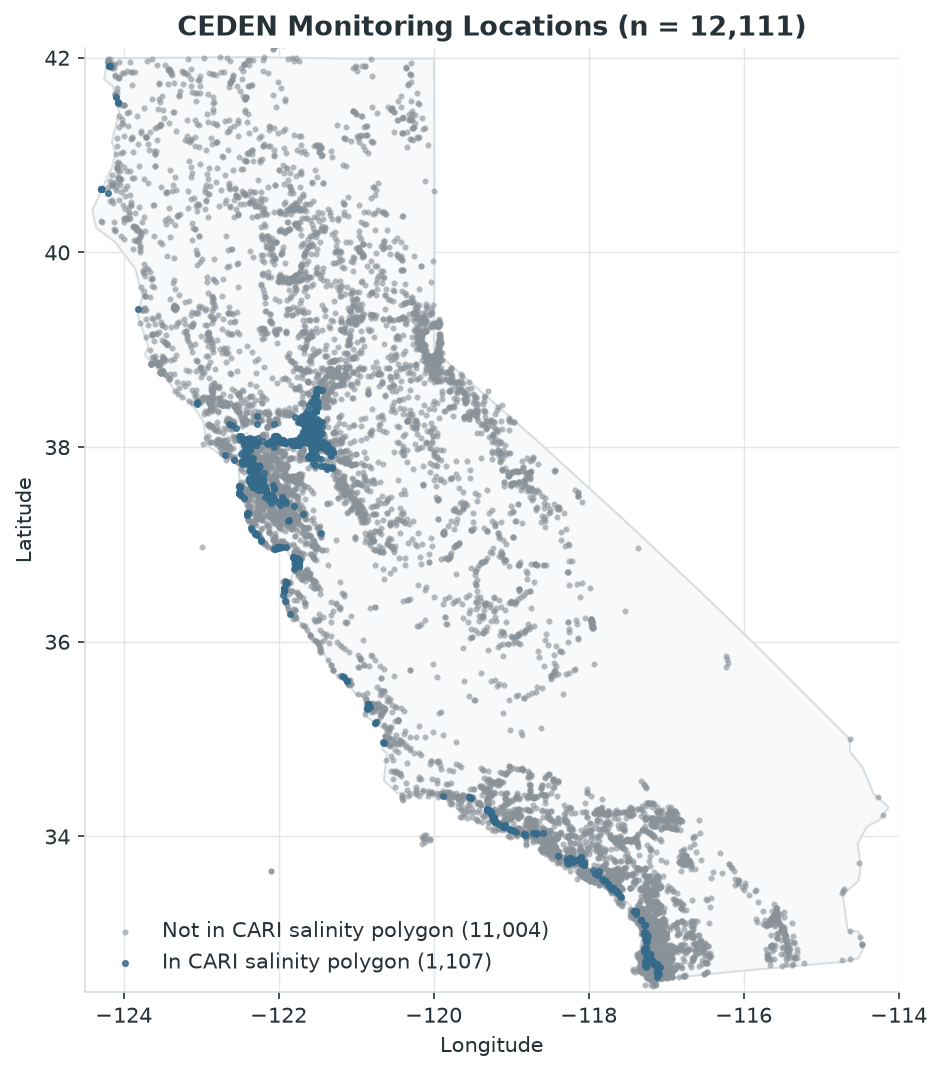 CEDEN Monitoring Locations (n = 12,111)
42
40
38
36
34
Latitude
Not in CARI salinity polygon (11,004)
In CARI salinity polygon (1,107)
−124
−122
−120
−118
−116
−114
Longitude